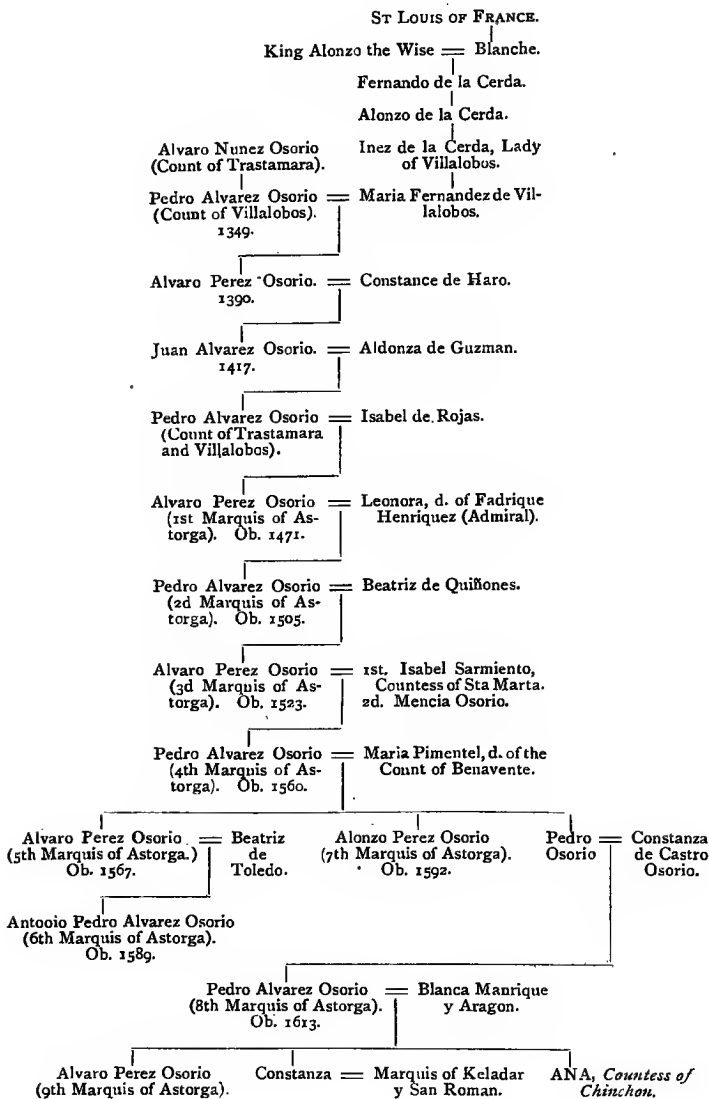 ST LOUIS OF FRANCE.
King Alonzo the Wise = Blanche.
Fernando de la Cerda.
Alonzo de la Cerda.
Alvaro Nunez Osorio
(Count of Trastamara).
Inez de la Cerda, Lady
of Villalobos.
Pedro Alvarez Osorio = Maria Fernandez de Vil-
(Count of Villalobos). lalobos.
1349.
Alvaro Perez Osorio. = Constance de Haro.
1390.
Juan Alvarez Osorio. = Aldonza de Guzman.
1417.
Pedro Alvarez Osorio = Isabel de Rojas.
(Count of Trastamara
and Villalobos).
Alvaro Perez Osorio = Leonora, d. of Fadrique
(1st Marquis of As- Henriquez (Admiral).
torga). Ob. 1471.
Pedro Alvarez Osorio = Beatriz de Quiñones.
(2d Marquis of As-
torga). Ob. 1505.
Alvaro Perez Osorio = 1st. Isabel Sarmiento,
(3d Marquis of As- Countess of Sta Marta.
torga). Ob. 1523. 2d. Mencia Osorio.
Pedro Alvarez Osorio = Maria Pimentel, d. of the
(4th Marquis of As- Count of Benavente.
torga). Ob. 1560.
Alvaro Perez Osorio = Beatriz
(5th Marquis of Astorga.) de
Ob. 1567. Toledo.
Alonzo Perez Osorio
(7th Marquis of Astorga).
Ob. 1592.
Pedro = Constanza
Osorio de Castro
Osorio.
Antooio Pedro Alvarez Osorio
(6th Marquis of Astorga).
Ob. 1589.
Pedro Alvarez Osorio = Blanca Manrique
(8th Marquis of Astorga). y Aragon.
Ob. 1613.
Alvaro Perez Osorio
(9th Marquis of Astorga).
Constanza = Marquis of Keladar
y San Roman.
ANA, Countess of
Chinchon.